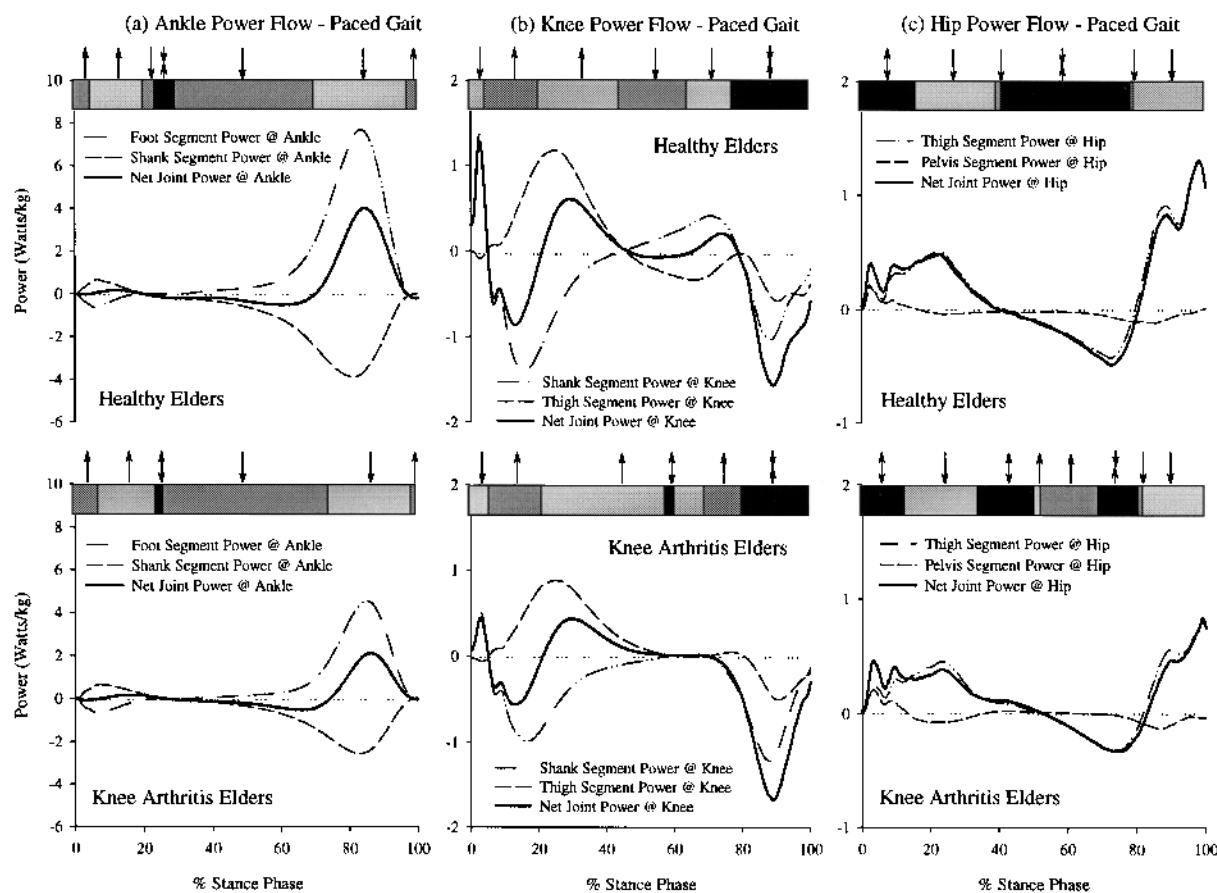 (a) Ankle Power Flow - Paced Gait
(b) Knee Power Flow - Paced Gait
(c) Hip Power Flow - Paced Gait
10
8
6
4
2
0
-2
-4
-6
Power (Watts/kg)
Foot Segment Power @ Ankle
Shank Segment Power @ Ankle
Net Joint Power @ Ankle
Healthy Elders
2
1
0
-1
-2
Healthy Elders
Shank Segment Power @ Knee
Thigh Segment Power @ Knee
Net Joint Power @ Knee
2
1
0
-1
Thigh Segment Power @ Hip
Pelvis Segment Power @ Hip
Net Joint Power @ Hip
Healthy Elders
10
8
6
4
2
0
-2
-4
-6
Power (Watts/kg)
Foot Segment Power @ Ankle
Shank Segment Power @ Ankle
Net Joint Power @ Ankle
Knee Arthritis Elders
0 20 40 60 80 100
% Stance Phase
2
1
0
-1
-2
Knee Arthritis Elders
Shank Segment Power @ Knee
Thigh Segment Power @ Knee
Net Joint Power @ Knee
0 20 40 60 80 100
% Stance Phase
2
1
0
-1
Thigh Segment Power @ Hip
Pelvis Segment Power @ Hip
Net Joint Power @ Hip
Knee Arthritis Elders
0 20 40 60 80 100
% Stance Phase